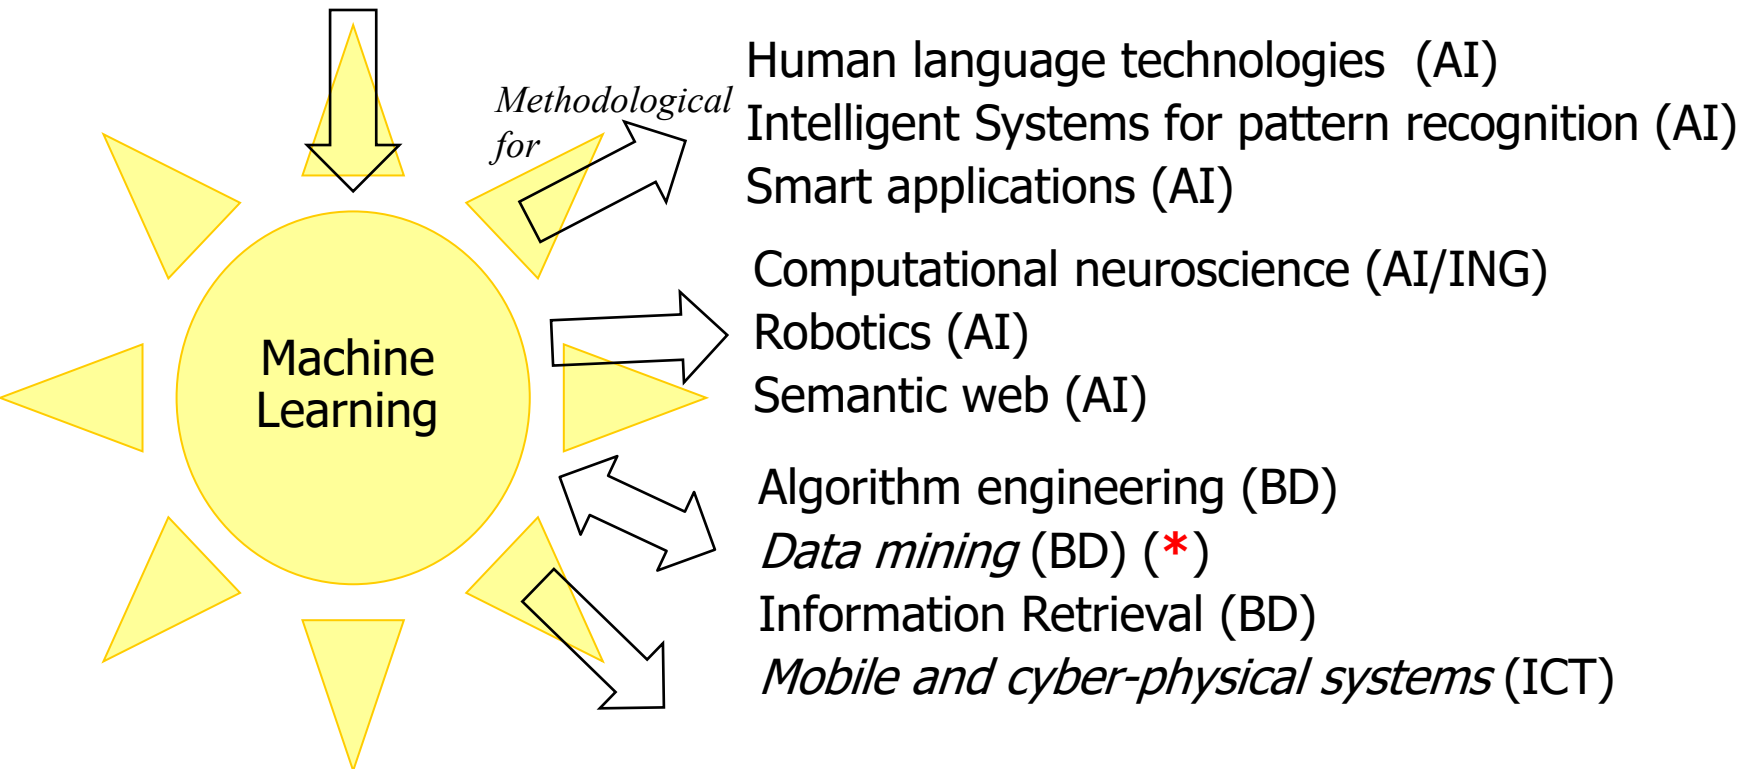 Human language technologies (AI)
Methodological
for
Intelligent Systems for pattern recognition (AI)
Smart applications (AI)
Computational neuroscience (AI/ING)
Robotics (AI)
Semantic web (AI)
Machine
Learning
Algorithm engineering (BD)
Data mining (BD) (*)
Information Retrieval (BD)
Mobile and cyber-physical systems (ICT)